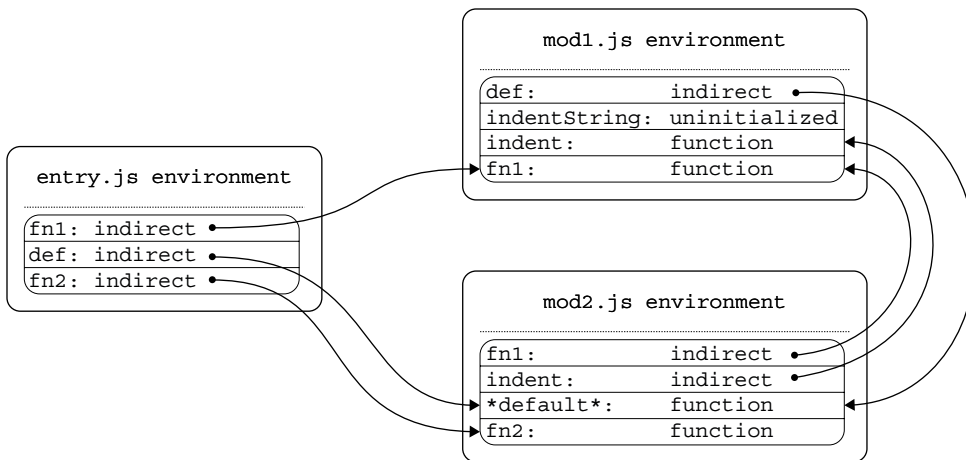 mod1.js environment
def: indirect
indentString: uninitialized
indent: function
fn1: function
entry.js environment
fn1: indirect
def: indirect
fn2: indirect
mod2.js environment
fn1: indirect
indent: indirect
*default*: function
fn2: function